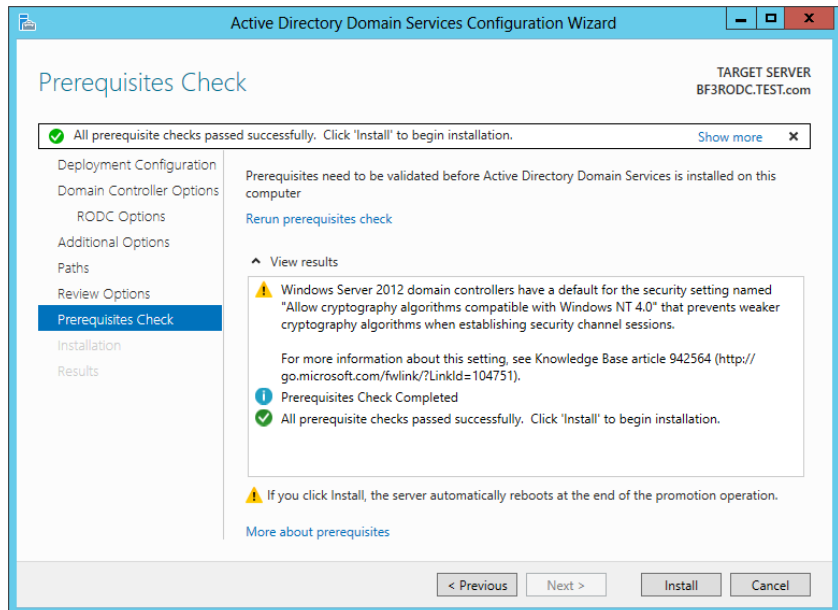 Active Directory Domain Services Configuration Wizard
Prerequisites Check
TARGET SERVER
BF3RODC.TEST.com
All prerequisite checks passed successfully. Click 'Install' to begin installation.
Show more
Deployment Configuration
Domain Controller Options
RODC Options
Additional Options
Paths
Review Options
Prerequisites Check
Installation
Results
Prerequisites need to be validated before Active Directory Domain Services is installed on this
computer
Rerun prerequisites check
View results
Windows Server 2012 domain controllers have a default for the security setting named
"Allow cryptography algorithms compatible with Windows NT 4.0" that prevents weaker
cryptography algorithms when establishing security channel sessions.
For more information about this setting, see Knowledge Base article 942564 (http://
go.microsoft.com/fwlink/?LinkId=104751).
Prerequisites Check Completed
All prerequisite checks passed successfully. Click 'Install' to begin installation.
If you click Install, the server automatically reboots at the end of the promotion operation.
More about prerequisites
< Previous
Next >
Install
Cancel